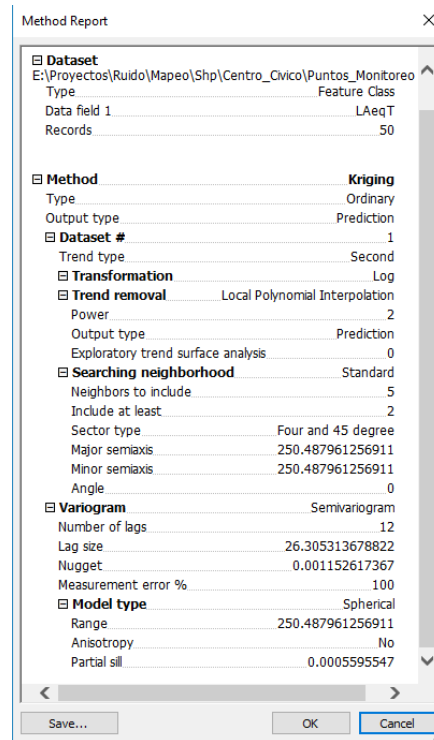 Method Report
Dataset
E:\Proyectos\Ruido\Mapeo\Shp\Centro_Civico\Puntos_Monitoreo
Type Feature Class
Data field 1 LAeqT
Records 50
Method Kriging
Type Ordinary
Output type Prediction
Dataset # 1
Trend type Second
Transformation Log
Trend removal Local Polynomial Interpolation
Power 2
Output type Prediction
Exploratory trend surface analysis 0
Searching neighborhood Standard
Neighbors to include 5
Include at least 2
Sector type Four and 45 degree
Major semiaxis 250.487961256911
Minor semiaxis 250.487961256911
Angle 0
Variogram Semivariogram
Number of lags 12
Lag size 26.305313678822
Nugget 0.001152617367
Measurement error % 100
Model type Spherical
Range 250.487961256911
Anisotropy No
Partial sill 0.0005595547
Save... OK Cancel